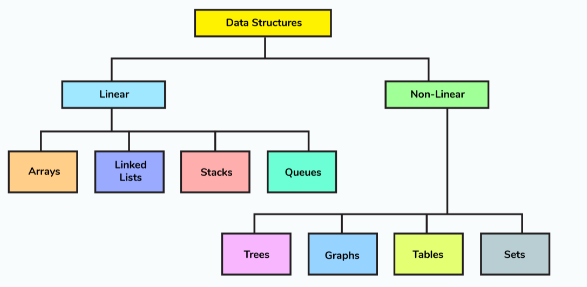 Data Structures
Linear
Non-Linear
Arrays
Linked
Lists
Stacks
Queues
Trees
Graphs
Tables
Sets